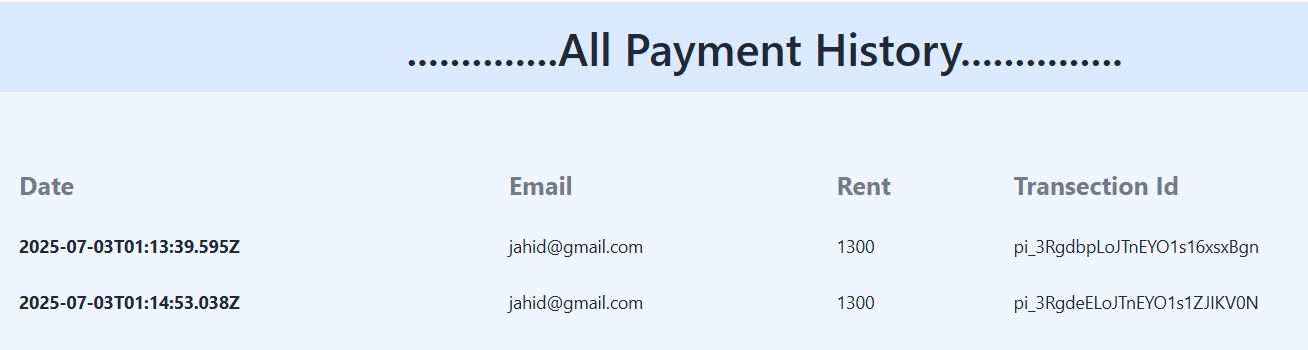 ..............All Payment History...............
Date Email Rent Transection Id
2025-07-03T01:13:39.595Z jahid@gmail.com 1300 pi_3RgdbpLoJTnEYO1s16xsxBgn
2025-07-03T01:14:53.038Z jahid@gmail.com 1300 pi_3RgdeELoJTnEYO1s1ZJIKV0N